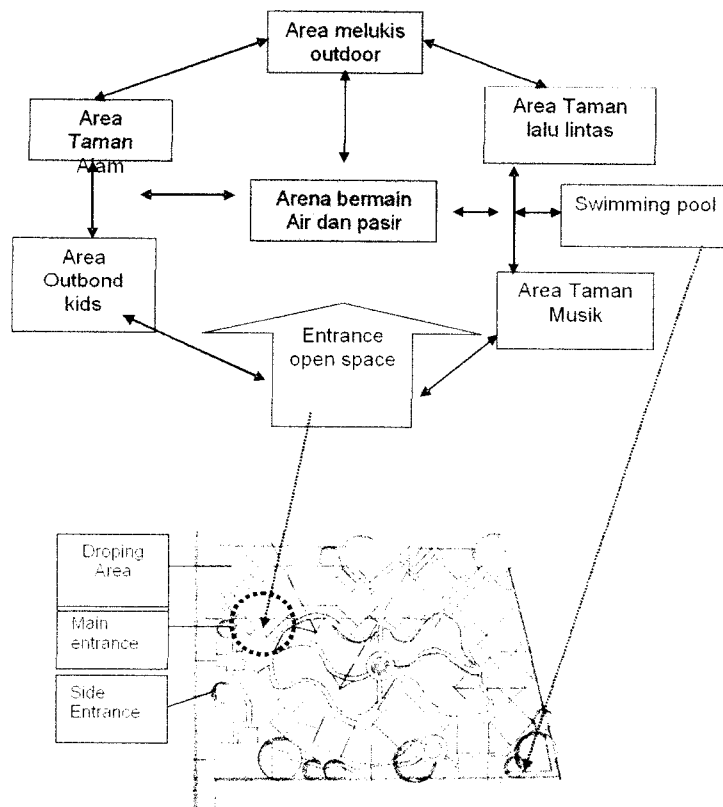 Area melukis
outdoor
Area
Taman
Alam
Area Taman
lalu lintas
Arena bermain
Air dan pasir
Swimming pool
Area
Outbond
kids
Area Taman
Musik
Entrance
open space
Droping
Area
Main
entrance
Side
Entrance